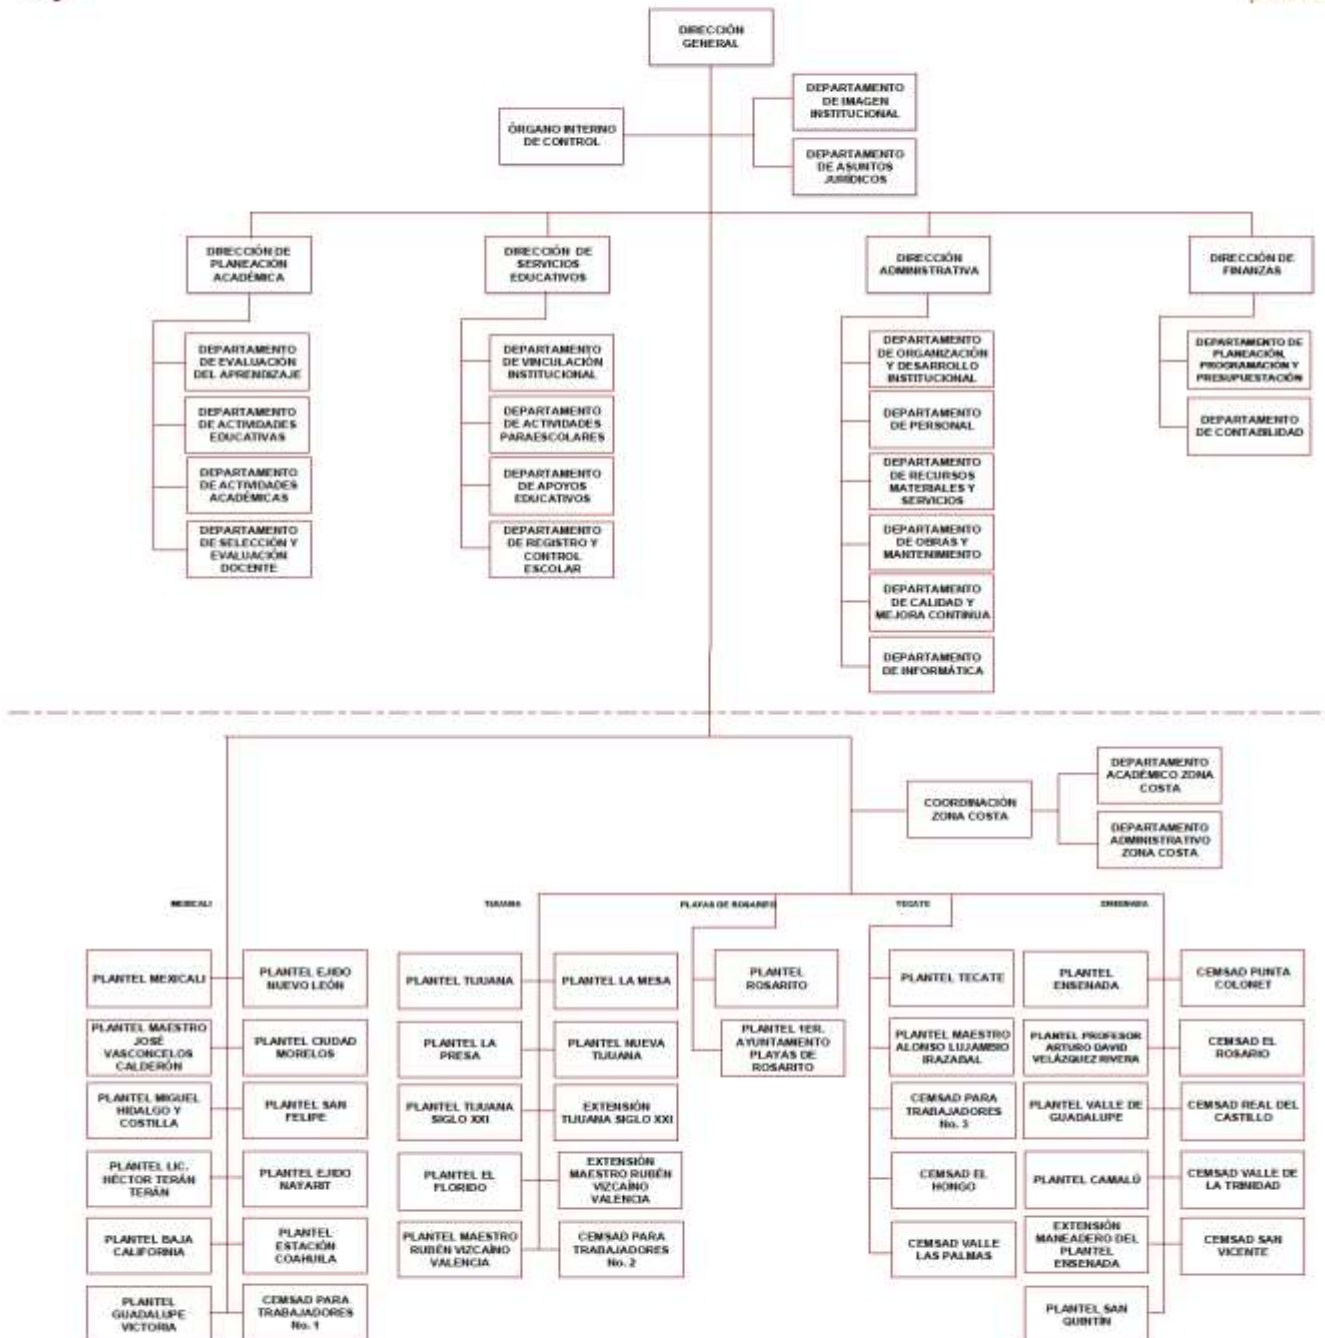 DIRECCIÓN
GENERAL
DEPARTAMENTO
DE IMAGEN
INSTITUCIONAL
ÓRGANO INTERNO
DE CONTROL
DEPARTAMENTO
DE ASUNTOS
JURÍDICOS
DIRECCIÓN DE
PLANEACIÓN
ACADÉMICA
DIRECCIÓN DE
SERVICIOS
EDUCATIVOS
DIRECCIÓN
ADMINISTRATIVA
DIRECCIÓN DE
FINANZAS
DEPARTAMENTO
DE EVALUACIÓN
DEL APRENDIZAJE
DEPARTAMENTO
DE ACTIVIDADES
EDUCATIVAS
DEPARTAMENTO
DE ACTIVIDADES
ACADÉMICAS
DEPARTAMENTO
DE SELECCIÓN Y
EVALUACIÓN
DOCENTE
DEPARTAMENTO
DE VINCULACIÓN
INSTITUCIONAL
DEPARTAMENTO
DE ACTIVIDADES
PARAESCOLARES
DEPARTAMENTO
DE APOYOS
EDUCATIVOS
DEPARTAMENTO
DE REGISTRO Y
CONTROL
ESCOLAR
DEPARTAMENTO
DE ORGANIZACIÓN
Y DESARROLLO
INSTITUCIONAL
DEPARTAMENTO
DE PERSONAL
DEPARTAMENTO
DE RECURSOS
MATERIALES Y
SERVICIOS
DEPARTAMENTO
DE OBRAS Y
MANTENIMIENTO
DEPARTAMENTO
DE CALIDAD Y
MEJORA CONTINUA
DEPARTAMENTO
DE INFORMÁTICA
DEPARTAMENTO DE
PLANEACIÓN,
PROGRAMACIÓN Y
PRESUPUESTACIÓN
DEPARTAMENTO
DE CONTABILIDAD
COORDINACIÓN
ZONA COSTA
DEPARTAMENTO
ACADÉMICO ZONA
COSTA
DEPARTAMENTO
ADMINISTRATIVO
ZONA COSTA
MEXICALI
PLANTEL MEXICALI
PLANTEL EJIDO
NUEVO LEÓN
PLANTEL MAESTRO
JOSÉ
VASCONCELOS
CALDERÓN
PLANTEL CIUDAD
MORELOS
PLANTEL MIGUEL
HIDALGO Y
COSTILLA
PLANTEL SAN
FELIPE
PLANTEL LIC.
HÉCTOR TERÁN
TERÁN
PLANTEL EJIDO
NAYARIT
PLANTEL BAJA
CALIFORNIA
PLANTEL
ESTACIÓN
COAHUILA
PLANTEL
GUADALUPE
VICTORIA
CEMSAD PARA
TRABAJADORES
No. 1
TIJUANA
PLANTEL TIJUANA
PLANTEL LA MESA
PLANTEL LA
PRESA
PLANTEL NUEVA
TIJUANA
PLANTEL TIJUANA
SIGLO XXI
EXTENSIÓN
TIJUANA SIGLO XXI
PLANTEL EL
FLORIDO
EXTENSIÓN
MAESTRO RUBÉN
VIZCAÍNO
VALENCIA
PLANTEL MAESTRO
RUBÉN VIZCAÍNO
VALENCIA
CEMSAD PARA
TRABAJADORES
No. 2
PLAYAS DE ROSARITO
PLANTEL
ROSARITO
PLANTEL 1ER.
AYUNTAMIENTO
PLAYAS DE
ROSARITO
TECATE
PLANTEL TECATE
PLANTEL MAESTRO
ALONSO LUJAMBIO
IRAZABAL
CEMSAD PARA
TRABAJADORES
No. 3
CEMSAD EL
HONGO
CEMSAD VALLE
LAS PALMAS
ENSENADA
PLANTEL
ENSENADA
CEMSAD PUNTA
COLONET
PLANTEL PROFESOR
ARTURO DAVID
VELÁZQUEZ RIVERA
CEMSAD EL
ROSARIO
PLANTEL VALLE DE
GUADALUPE
CEMSAD REAL DEL
CASTILLO
PLANTEL CAMALÚ
CEMSAD VALLE DE
LA TRINIDAD
EXTENSIÓN
MANEADERO DEL
PLANTEL
ENSENADA
CEMSAD SAN
VICENTE
PLANTEL SAN
QUINTÍN